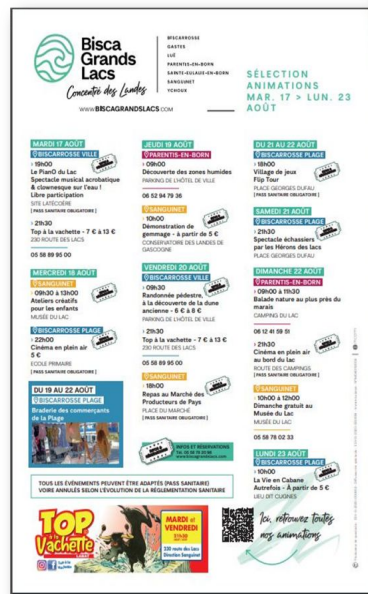 Bisca
Grands
Lacs
Concentré des Landes
WWW.BISCAGRANDSLACS.COM
BISCARROSSE
GASTES
LUË
PARENTIS-EN-BORN
SAINTE-EULALIE-EN-BORN
SANGUINET
YCHOUX
SÉLECTION
ANIMATIONS
MAR. 17 > LUN. 23
AOÛT
MARDI 17 AOÛT
BISCARROSSE VILLE
› 19h00
Le PianO du Lac
Spectacle musical acrobatique
& clownesque sur l'eau !
Libre participation
SITE LATÉCOÈRE
[PASS SANITAIRE OBLIGATOIRE]
› 21h30
Top à la vachette - 7 € à 13 €
230 ROUTE DES LACS
05 58 89 95 00
MERCREDI 18 AOÛT
SANGUINET
› 09h30 à 13h00
Ateliers créatifs
pour les enfants
MUSÉE DU LAC
BISCARROSSE PLAGE
› 22h00
Cinéma en plein air
5 €
ECOLE PRIMAIRE
[PASS SANITAIRE OBLIGATOIRE]
DU 19 AU 22 AOÛT
BISCARROSSE PLAGE
Braderie des commerçants
de la Plage
JEUDI 19 AOÛT
PARENTIS-EN-BORN
› 09h00
Découverte des zones humides
PARKING DE L'HÔTEL DE VILLE
06 52 94 79 36
SANGUINET
› 10h00
Démonstration de
gemmage - à partir de 5 €
CONSERVATOIRE DES LANDES DE
GASCOGNE
VENDREDI 20 AOÛT
BISCARROSSE VILLE
› 09h30
Randonnée pédestre,
à la découverte de la dune
ancienne - 6 € à 8 €
PARKING DE L'HÔTEL DE VILLE
› 21h30
Top à la vachette - 7 € à 13 €
230 ROUTE DES LACS
05 58 89 95 00
SANGUINET
› 18h00
Repas au Marché des
Producteurs de Pays
PLACE DU MARCHÉ
[PASS SANITAIRE OBLIGATOIRE]
INFOS ET RÉSERVATIONS
www.biscagrandslacs.com
DU 21 AU 22 AOÛT
BISCARROSSE PLAGE
› 18h00
Village de jeux
Flip Tour
PLACE GEORGES DUFAU
[PASS SANITAIRE OBLIGATOIRE]
SAMEDI 21 AOÛT
BISCARROSSE PLAGE
› 21h30
Spectacle échassiers
par les Hérons des lacs
PLACE GEORGES DUFAU
DIMANCHE 22 AOÛT
PARENTIS-EN-BORN
› 09h00 à 11h30
Balade nature au plus près du
marais
CAMPING DU LAC
06 12 41 59 51
› 21h30
Cinéma en plein air
au bord du lac
ROUTE DES CAMPINGS
[PASS SANITAIRE OBLIGATOIRE]
SANGUINET
› 10h00 à 12h00
Dimanche gratuit au
Musée du Lac
MUSÉE DU LAC
05 58 78 02 33
LUNDI 23 AOÛT
BISCARROSSE PLAGE
› 10h00
La Vie en Cabane
Autrefois - À partir de 5 €
LIEU DIT CUGNES
TOUS LES ÉVÉNEMENTS PEUVENT ÊTRE ADAPTÉS (PASS SANITAIRE)
VOIRE ANNULÉS SELON L'ÉVOLUTION DE LA RÉGLEMENTATION SANITAIRE
TOP
à la
Vachette
MARDI et
VENDREDI
21h30
230 route des Lacs
Direction Sanguinet
Ici, retrouvez toutes
nos animations